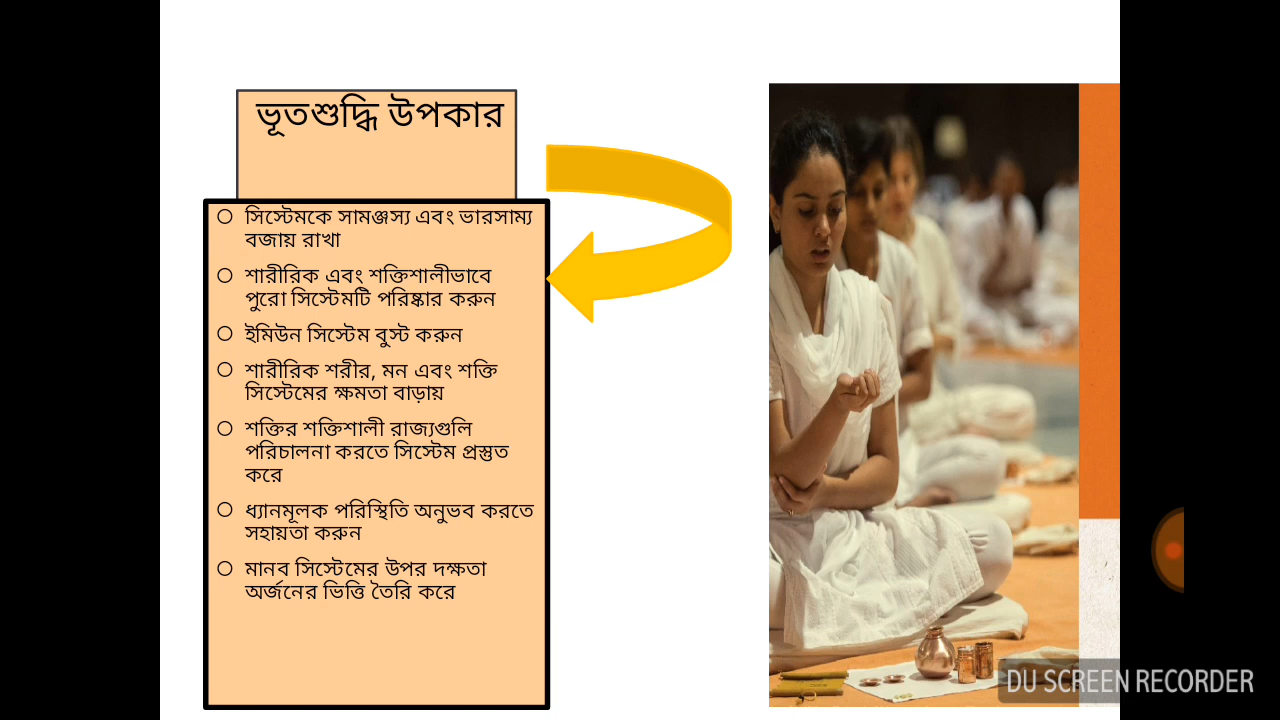 ভূতশুদ্ধি উপকার
সিস্টেমকে সামঞ্জস্য এবং ভারসাম্য
বজায় রাখা
শারীরিক এবং শক্তিশালীভাবে
পুরো সিস্টেমটি পরিষ্কার করুন
ইমিউন সিস্টেম বুস্ট করুন
শারীরিক শরীর, মন এবং শক্তি
সিস্টেমের ক্ষমতা বাড়ায়
শক্তির শক্তিশালী রাজ্যগুলি
পরিচালনা করতে সিস্টেম প্রস্তুত
করে
ধ্যানমূলক পরিস্থিতি অনুভব করতে
সহায়তা করুন
মানব সিস্টেমের উপর দক্ষতা
অর্জনের ভিত্তি তৈরি করে
DU SCREEN RECORDER